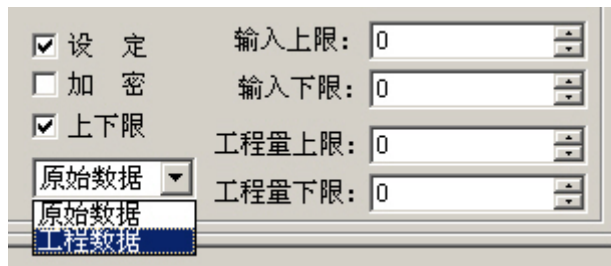 设 定
输入上限: 0
加 密
输入下限: 0
上下限
工程量上限: 0
原始数据
工程量下限: 0
原始数据
工程数据